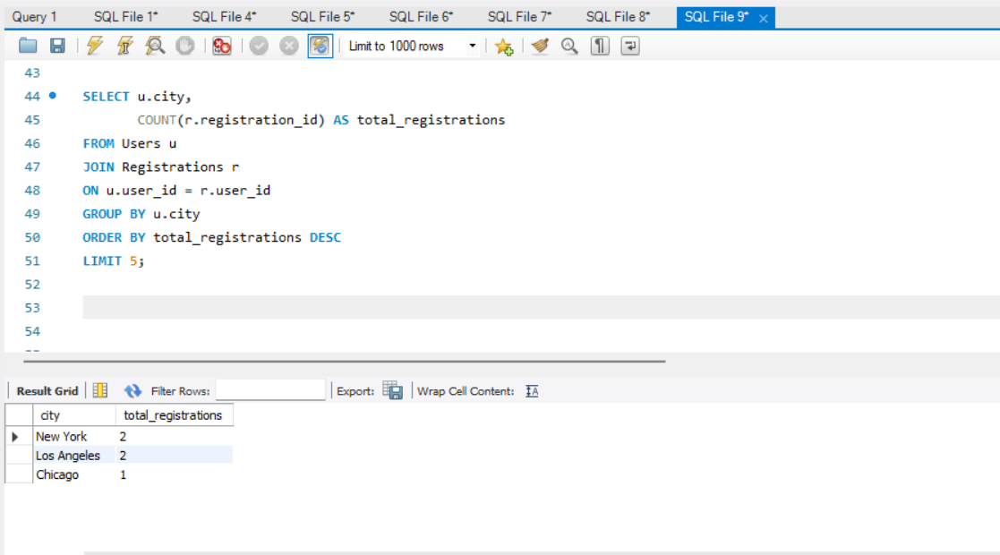 Query 1 SQL File 1* SQL File 4* SQL File 5* SQL File 6* SQL File 7* SQL File 8* SQL File 9*
Limit to 1000 rows
43
44 SELECT u.city,
45 COUNT(r.registration_id) AS total_registrations
46 FROM Users u
47 JOIN Registrations r
48 ON u.user_id = r.user_id
49 GROUP BY u.city
50 ORDER BY total_registrations DESC
51 LIMIT 5;
52
53
54
Result Grid Filter Rows: Export: Wrap Cell Content: IA
city total_registrations
New York 2
Los Angeles 2
Chicago 1